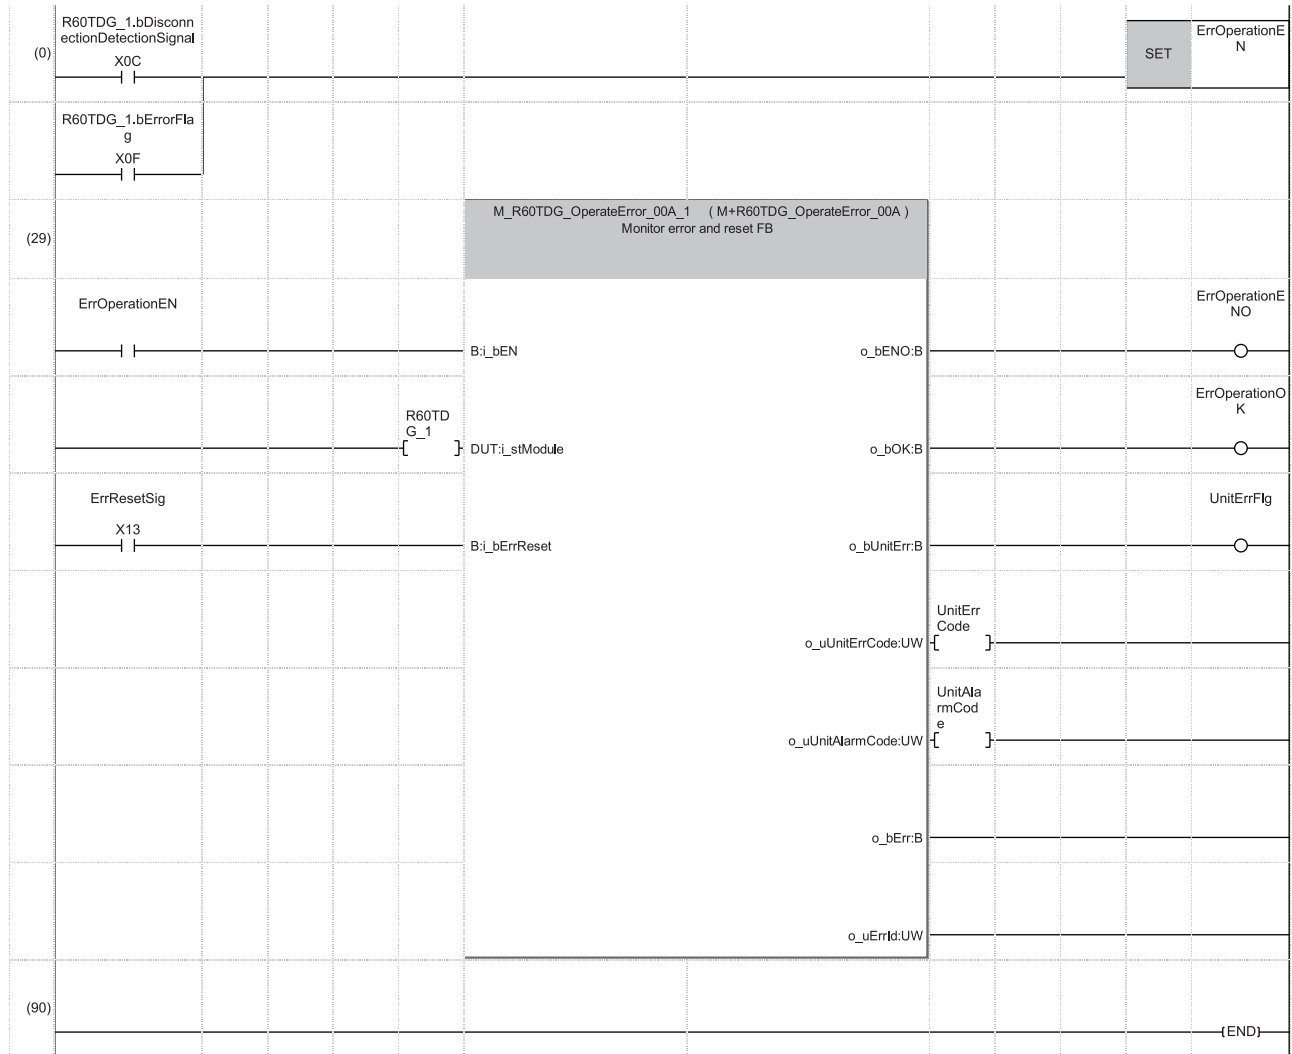 R60TDG_1.bDisconn
ectionDetectionSignal
(0)
X0C
SET
ErrOperationE
N
R60TDG_1.bErrorFla
g
X0F
(29)
M_R60TDG_OperateError_00A_1 ( M+R60TDG_OperateError_00A )
Monitor error and reset FB
ErrOperationEN
ErrOperationE
NO
B:i_bEN
o_bENO:B
R60TD
G_1
ErrOperationO
K
DUT:i_stModule
o_bOK:B
ErrResetSig
UnitErrFlg
X13
B:i_bErrReset
o_bUnitErr:B
UnitErr
Code
o_uUnitErrCode:UW
UnitAla
rmCod
e
o_uUnitAlarmCode:UW
o_bErr:B
o_uErrId:UW
(90)
[END]